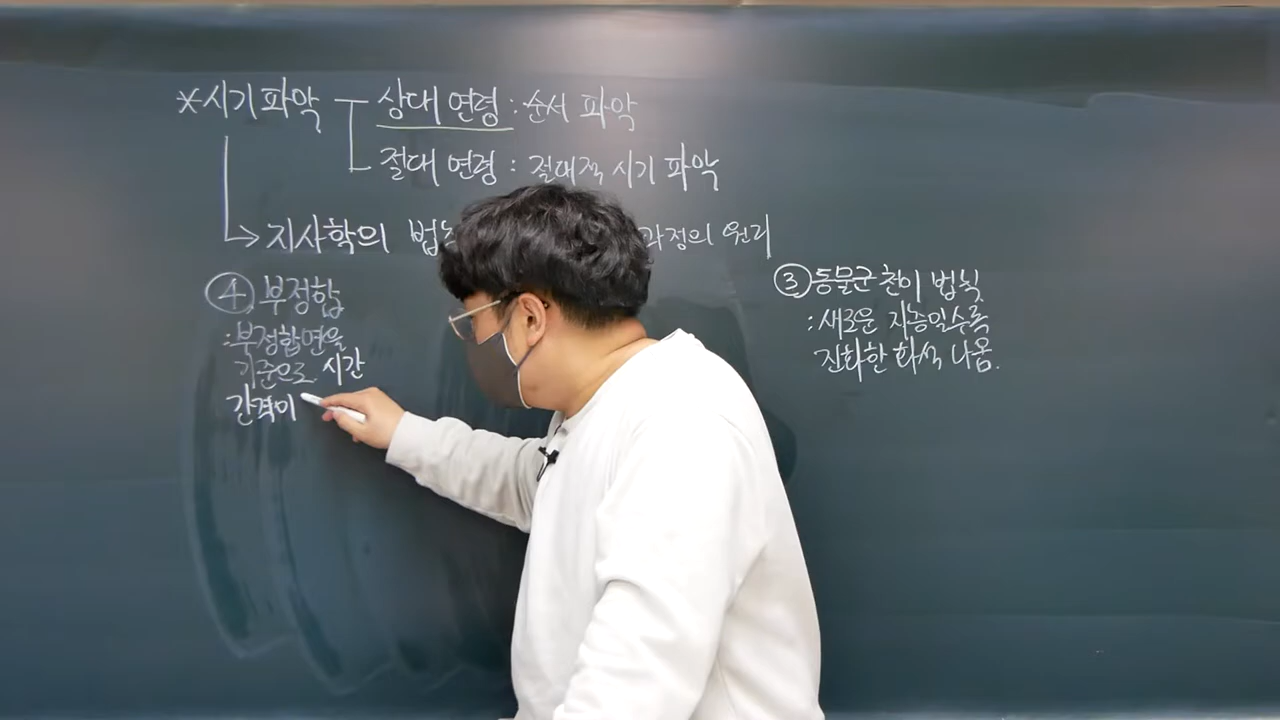 *시기 파악 상대 연령 : 순서 파악
절대 연령 : 절대적 시기 파악
→ 지사학의 과정의 원리
④ 부정합
: 부정합면을
기준으로 시간
간격이
③ 동물군 천이 법칙
: 새로운 지층일수록
진화한 화석 나옴.